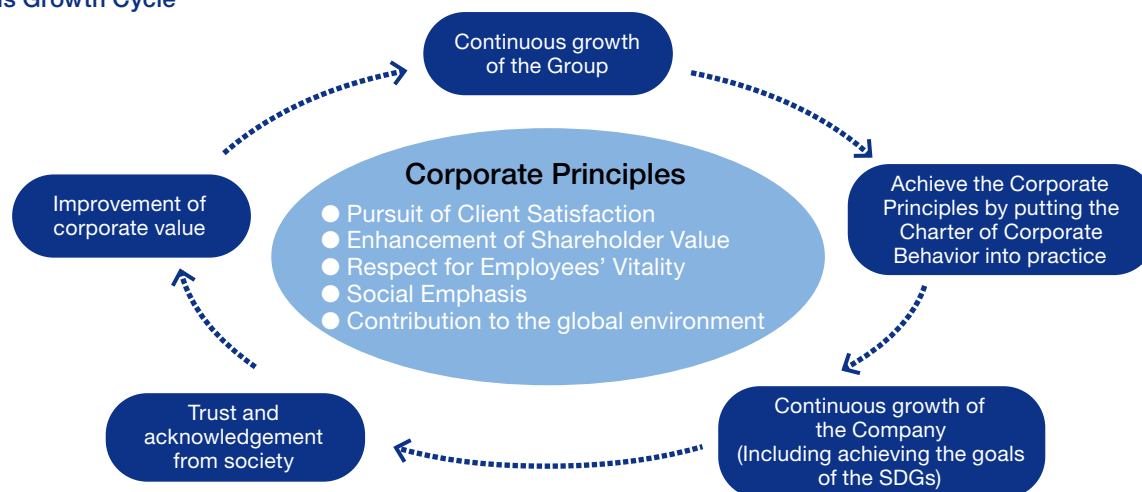 Growth Cycle
Continuous growth
of the Group
Corporate Principles
● Pursuit of Client Satisfaction
● Enhancement of Shareholder Value
● Respect for Employees' Vitality
● Social Emphasis
● Contribution to the global environment
Achieve the Corporate
Principles by putting the
Charter of Corporate
Behavior into practice
Continuous growth of
the Company
(Including achieving the goals
of the SDGs)
Trust and
acknowledgement
from society
Improvement of
corporate value